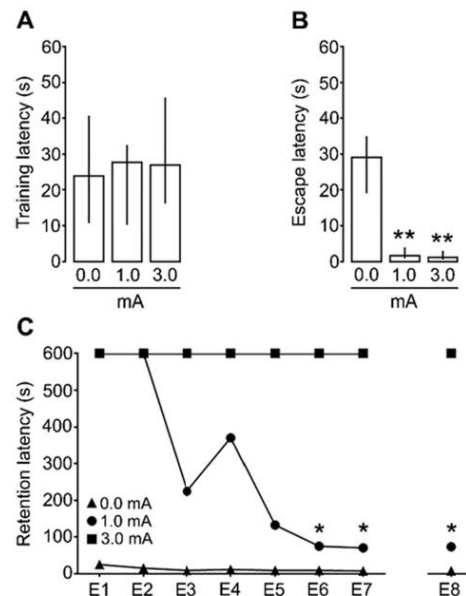 A
Training latency (s)
60
50
40
30
20
10
0
0.0 1.0 3.0
mA
B
Escape latency (s)
60
50
40
30
20
10
0
** **
0.0 1.0 3.0
mA
C
Retention latency (s)
600
500
400
300
200
100
0
0.0 mA
1.0 mA
3.0 mA
* * *
E1 E2 E3 E4 E5 E6 E7 E8